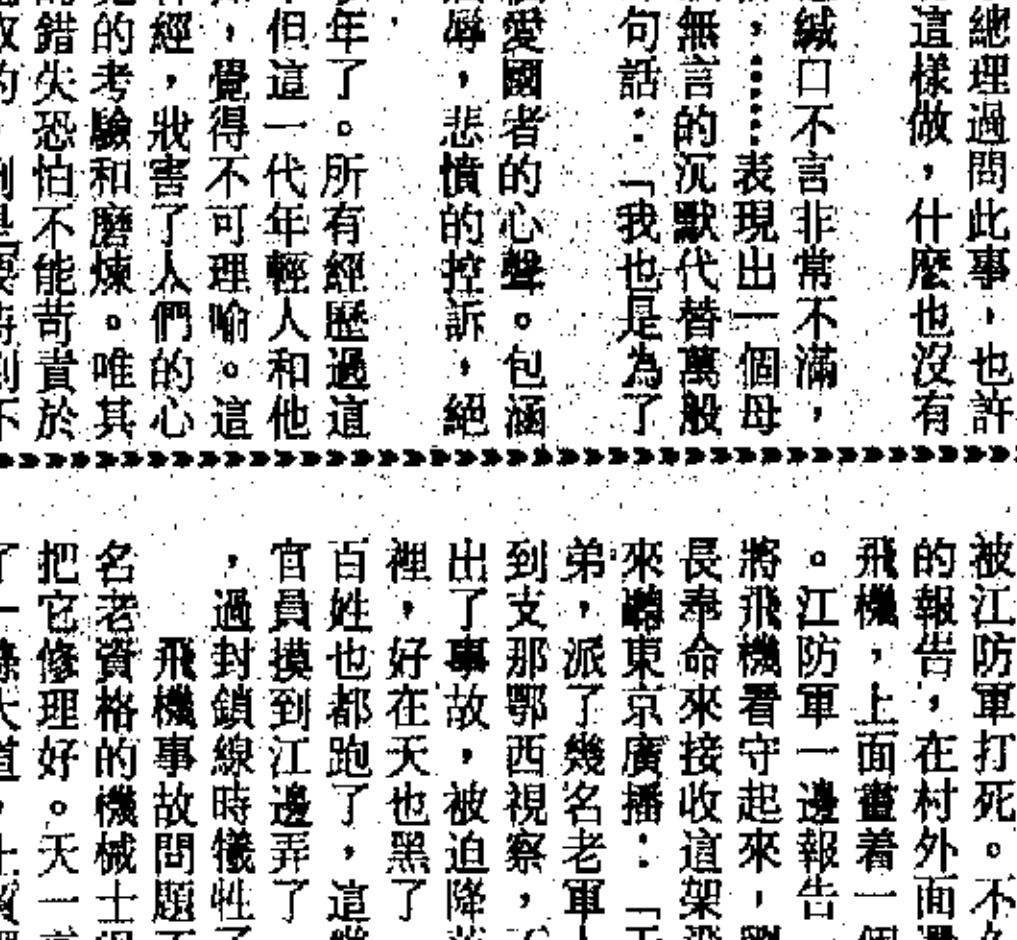 總理過問此事，也許
這樣做，什麼也沒有
緘口不言非常不滿，
，……表現出一個母
無言的沉默代替萬般
句話：「我也是為了
愛國者的心聲。包涵
辱，悲憤的控訴，絕
年了。所有經歷過這
但這一代年輕人和他
，覺得不可理喻。這
經，戕害了人們的心
的考驗和磨煉。唯其
錯失恐怕不能苛責於
被江防軍打死。不
的報告，在村外面
飛機，上面畫着一個
。江防軍一邊報告
將飛機看守起來，
長奉命來接收這架
來聽東京廣播：「
弟，派了幾名老軍
到支那鄂西視察，
出了事故，被迫降
裡，好在天也黑了
百姓也都跑了，這
官員摸到江邊弄了
，過封鎖線時犧牲了
飛機事故問題
名老資格的機械士
把它修理好。天一